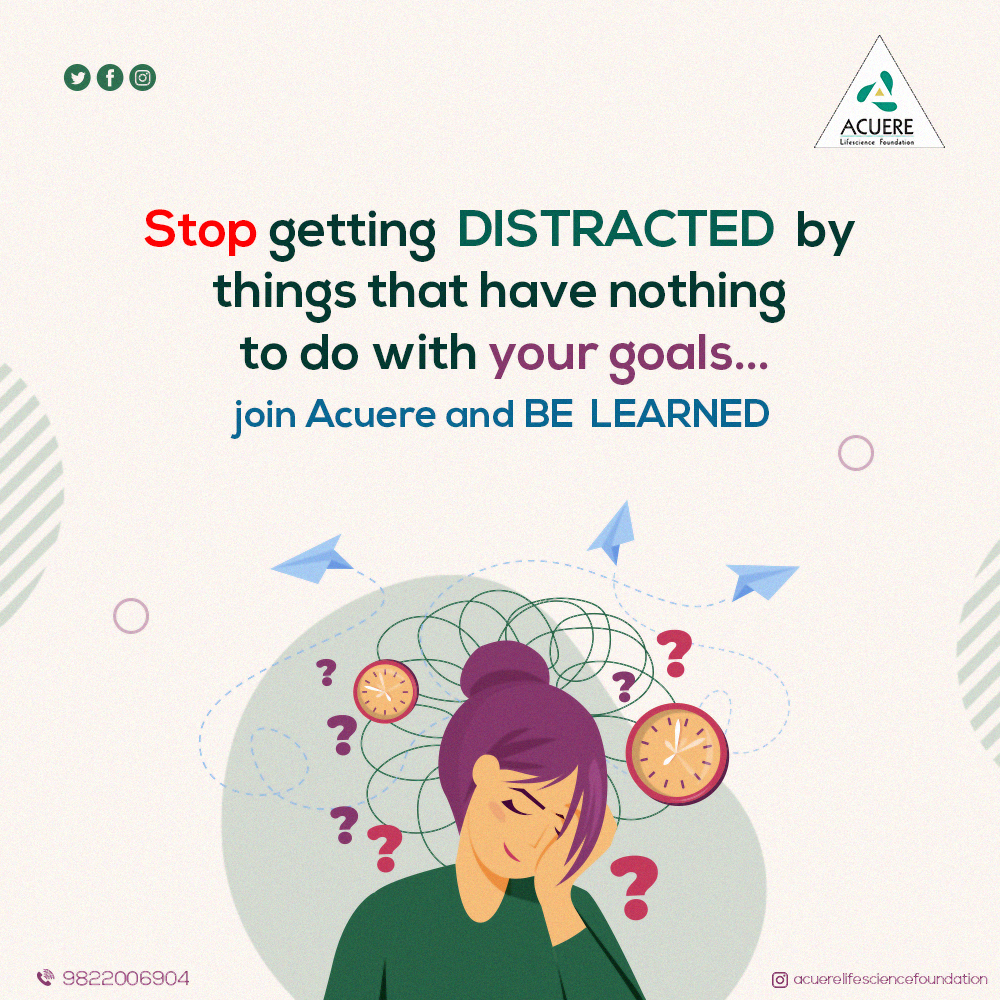 ACUERE
Lifescience Foundation
Stop getting DISTRACTED by
things that have nothing
to do with your goals...
join Acuere and BE LEARNED
?
?
?
?
?
?
?
?
9822006904
acuerelifesciencefoundation